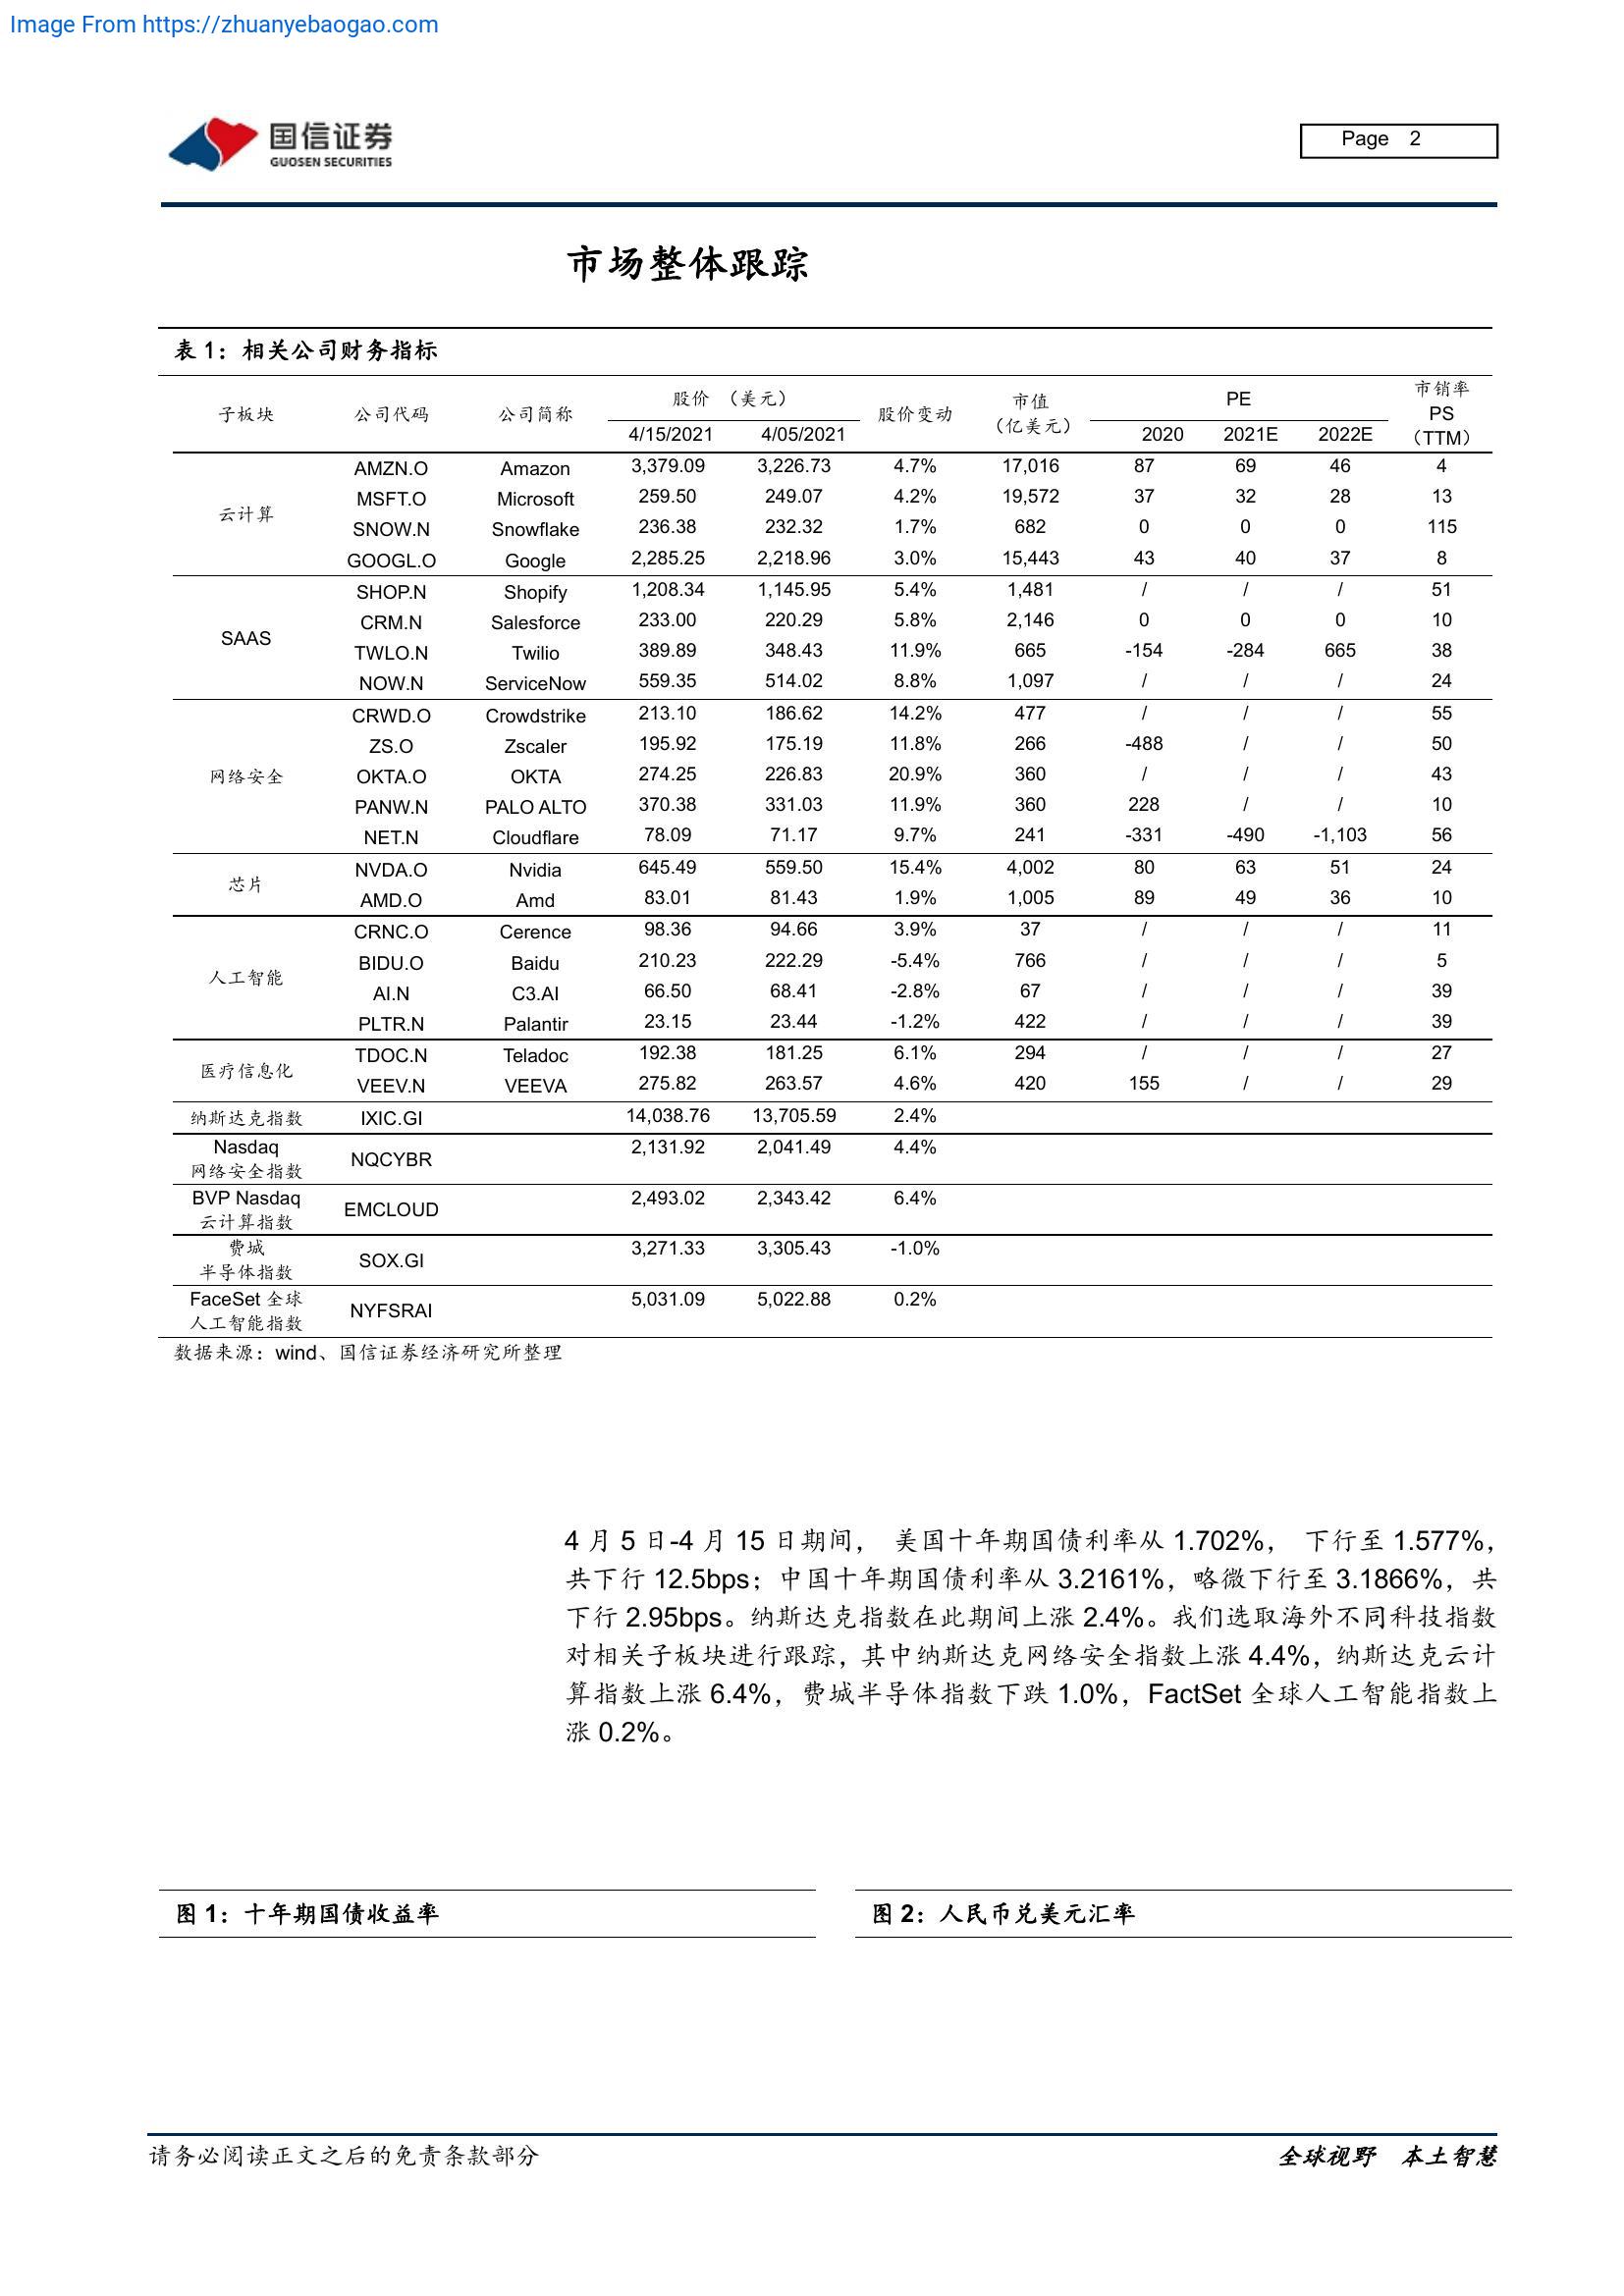 Image From https://zhuanyebaogao.com
国信证券
GUOSEN SECURITIES
Page 2
市场整体跟踪
表 1：相关公司财务指标
子板块 公司代码 公司简称 股价 （美元） 股价变动 市值（亿美元） PE 市销率 PS（TTM）
4/15/2021 4/05/2021 2020 2021E 2022E
云计算 AMZN.O Amazon 3,379.09 3,226.73 4.7% 17,016 87 69 46 4
MSFT.O Microsoft 259.50 249.07 4.2% 19,572 37 32 28 13
SNOW.N Snowflake 236.38 232.32 1.7% 682 0 0 0 115
GOOGL.O Google 2,285.25 2,218.96 3.0% 15,443 43 40 37 8
SAAS SHOP.N Shopify 1,208.34 1,145.95 5.4% 1,481 / / / 51
CRM.N Salesforce 233.00 220.29 5.8% 2,146 0 0 0 10
TWLO.N Twilio 389.89 348.43 11.9% 665 -154 -284 665 38
NOW.N ServiceNow 559.35 514.02 8.8% 1,097 / / / 24
网络安全 CRWD.O Crowdstrike 213.10 186.62 14.2% 477 / / / 55
ZS.O Zscaler 195.92 175.19 11.8% 266 -488 / / 50
OKTA.O OKTA 274.25 226.83 20.9% 360 / / / 43
PANW.N PALO ALTO 370.38 331.03 11.9% 360 228 / / 10
NET.N Cloudflare 78.09 71.17 9.7% 241 -331 -490 -1,103 56
芯片 NVDA.O Nvidia 645.49 559.50 15.4% 4,002 80 63 51 24
AMD.O Amd 83.01 81.43 1.9% 1,005 89 49 36 10
人工智能 CRNC.O Cerence 98.36 94.66 3.9% 37 / / / 11
BIDU.O Baidu 210.23 222.29 -5.4% 766 / / / 5
AI.N C3.AI 66.50 68.41 -2.8% 67 / / / 39
PLTR.N Palantir 23.15 23.44 -1.2% 422 / / / 39
医疗信息化 TDOC.N Teladoc 192.38 181.25 6.1% 294 / / / 27
VEEV.N VEEVA 275.82 263.57 4.6% 420 155 / / 29
纳斯达克指数 IXIC.GI 14,038.76 13,705.59 2.4%
Nasdaq 网络安全指数 NQCYBR 2,131.92 2,041.49 4.4%
BVP Nasdaq 云计算指数 EMCLOUD 2,493.02 2,343.42 6.4%
费城 半导体指数 SOX.GI 3,271.33 3,305.43 -1.0%
FaceSet 全球 人工智能指数 NYFSRAI 5,031.09 5,022.88 0.2%
数据来源：wind、国信证券经济研究所整理
4 月 5 日-4 月 15 日期间， 美国十年期国债利率从 1.702%， 下行至 1.577%，
共下行 12.5bps；中国十年期国债利率从 3.2161%，略微下行至 3.1866%，共
下行 2.95bps。纳斯达克指数在此期间上涨 2.4%。我们选取海外不同科技指数
对相关子板块进行跟踪，其中纳斯达克网络安全指数上涨 4.4%，纳斯达克云计
算指数上涨 6.4%，费城半导体指数下跌 1.0%，FactSet 全球人工智能指数上
涨 0.2%。
图 1：十年期国债收益率
图 2：人民币兑美元汇率
请务必阅读正文之后的免责条款部分
全球视野 本土智慧